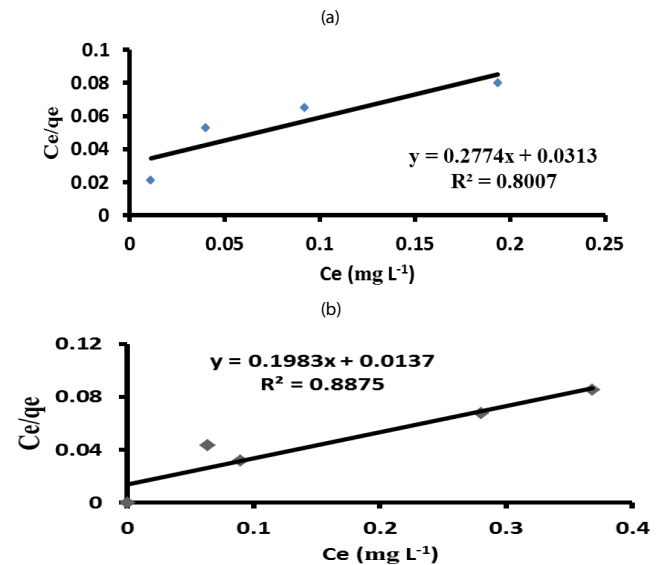 (a)
0.1
0.08
0.06
0.04
0.02
0
Ce/qe
y = 0.2774x + 0.0313
R² = 0.8007
0 0.05 0.1 0.15 0.2 0.25
Ce (mg L⁻¹)
(b)
0.12
0.08
0.04
0
Ce/qe
y = 0.1983x + 0.0137
R² = 0.8875
0 0.1 0.2 0.3 0.4
Ce (mg L⁻¹)